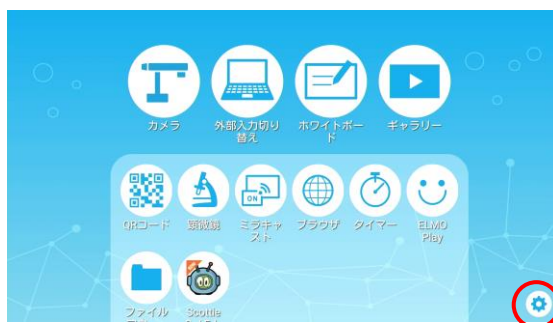 カメラ
外部入力切り
替え
ホワイトボー
ド
ギャラリー
QRコード
顕微鏡
ミラキャ
スト
ON
ブラウザ
タイマー
ELMO
Play
ファイル
Scottie